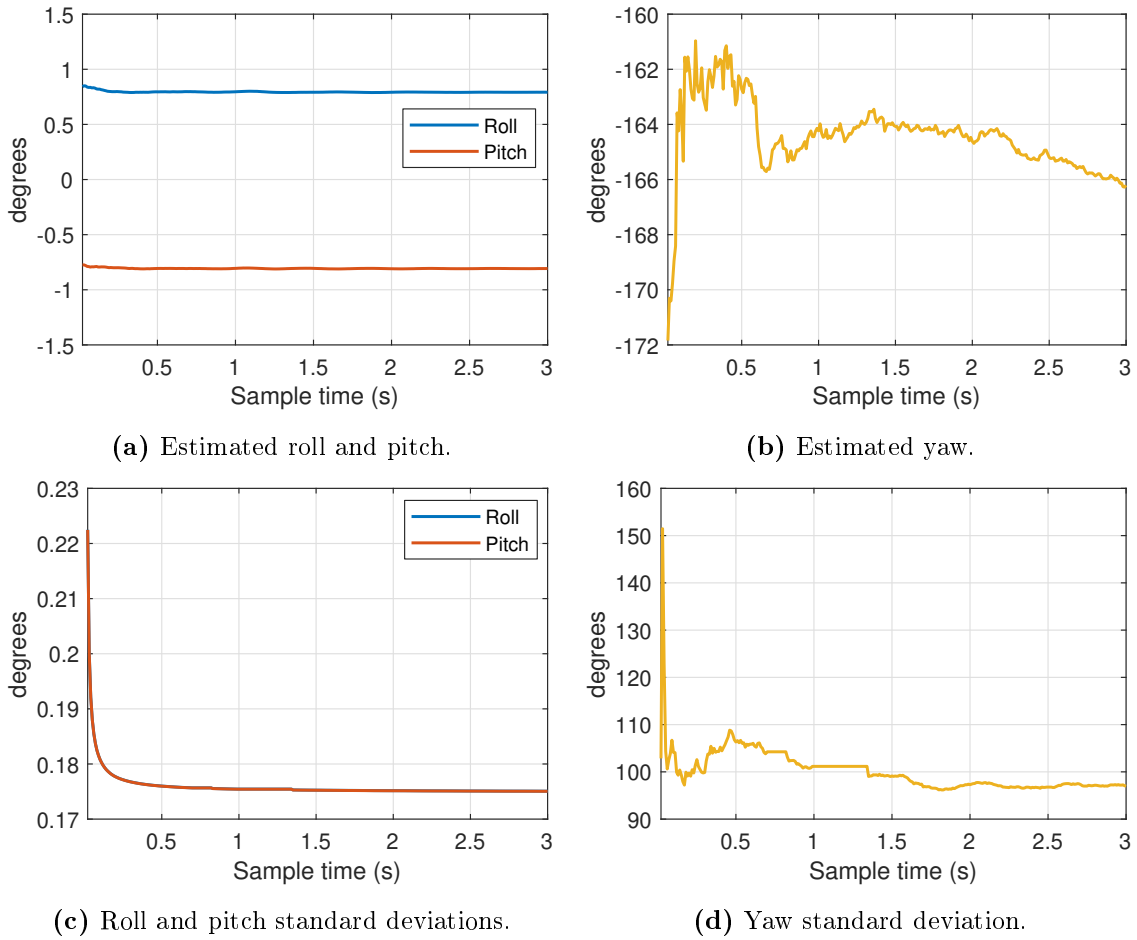 1.5
1
0.5
0
-0.5
-1
-1.5
degrees
Roll
Pitch
0.5 1 1.5 2 2.5 3
Sample time (s)
(a) Estimated roll and pitch.
-160
-162
-164
-166
-168
-170
-172
degrees
0.5 1 1.5 2 2.5 3
Sample time (s)
(b) Estimated yaw.
0.23
0.22
0.21
0.2
0.19
0.18
0.17
degrees
Roll
Pitch
0.5 1 1.5 2 2.5 3
Sample time (s)
(c) Roll and pitch standard deviations.
160
150
140
130
120
110
100
90
degrees
0.5 1 1.5 2 2.5 3
Sample time (s)
(d) Yaw standard deviation.